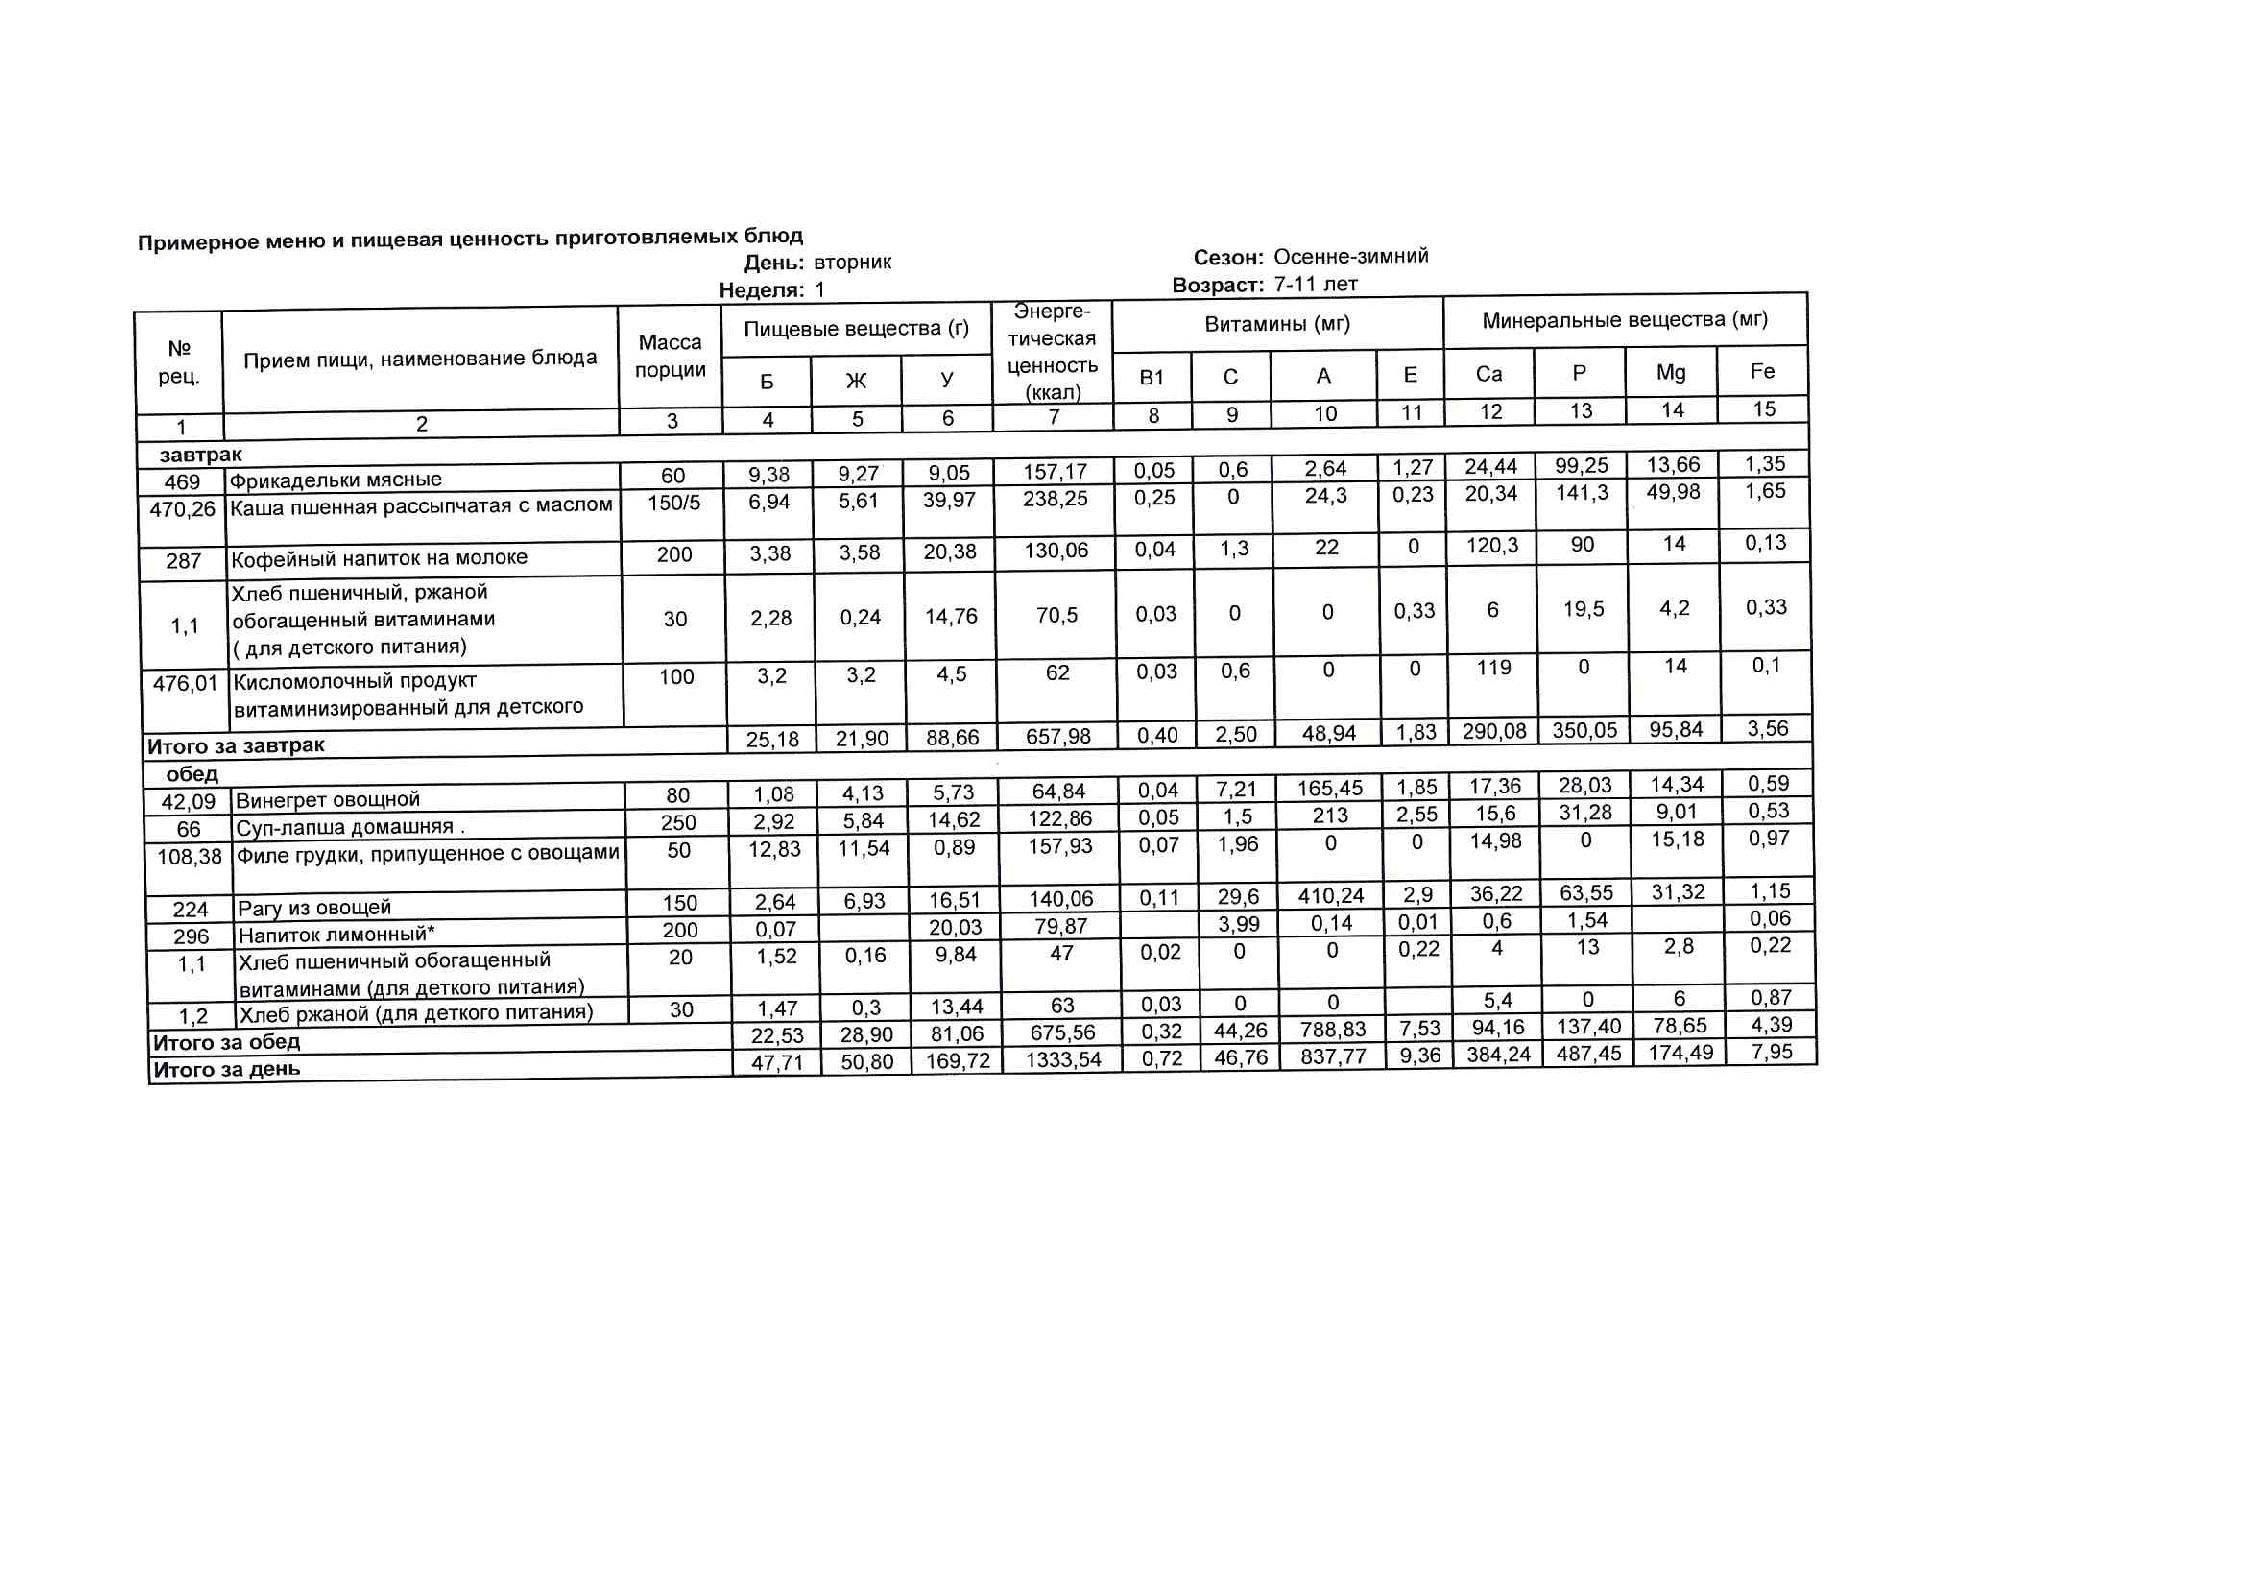 Примерное меню и пищевая ценность приготовляемых блюд
День: вторник Сезон: Осенне-зимний
Неделя: 1 Возраст: 7-11 лет
№ рец. Прием пищи, наименование блюда Масса порции Пищевые вещества (г) Энерге-тическая ценность (ккал) Витамины (мг) Минеральные вещества (мг)
Б Ж У В1 С А Е Ca P Mg Fe
1 2 3 4 5 6 7 8 9 10 11 12 13 14 15
завтрак
469 Фрикадельки мясные 60 9,38 9,27 9,05 157,17 0,05 0,6 2,64 1,27 24,44 99,25 13,66 1,35
470,26 Каша пшенная рассыпчатая с маслом 150/5 6,94 5,61 39,97 238,25 0,25 0 24,3 0,23 20,34 141,3 49,98 1,65
287 Кофейный напиток на молоке 200 3,38 3,58 20,38 130,06 0,04 1,3 22 0 120,3 90 14 0,13
Хлеб пшеничный, ржаной
1,1 обогащенный витаминами 30 2,28 0,24 14,76 70,5 0,03 0 0 0,33 6 19,5 4,2 0,33
( для детского питания)
476,01 Кисломолочный продукт 100 3,2 3,2 4,5 62 0,03 0,6 0 0 119 0 14 0,1
витаминизированный для детского
Итого за завтрак 25,18 21,90 88,66 657,98 0,40 2,50 48,94 1,83 290,08 350,05 95,84 3,56
обед
42,09 Винегрет овощной 80 1,08 4,13 5,73 64,84 0,04 7,21 165,45 1,85 17,36 28,03 14,34 0,59
66 Суп-лапша домашняя . 250 2,92 5,84 14,62 122,86 0,05 1,5 213 2,55 15,6 31,28 9,01 0,53
108,38 Филе грудки, припущенное с овощами 50 12,83 11,54 0,89 157,93 0,07 1,96 0 0 14,98 0 15,18 0,97
224 Рагу из овощей 150 2,64 6,93 16,51 140,06 0,11 29,6 410,24 2,9 36,22 63,55 31,32 1,15
296 Напиток лимонный* 200 0,07 20,03 79,87 3,99 0,14 0,01 0,6 1,54 0,06
1,1 Хлеб пшеничный обогащенный 20 1,52 0,16 9,84 47 0,02 0 0 0,22 4 13 2,8 0,22
витаминами (для деткого питания)
1,2 Хлеб ржаной (для деткого питания) 30 1,47 0,3 13,44 63 0,03 0 0 5,4 0 6 0,87
Итого за обед 22,53 28,90 81,06 675,56 0,32 44,26 788,83 7,53 94,16 137,40 78,65 4,39
Итого за день 47,71 50,80 169,72 1333,54 0,72 46,76 837,77 9,36 384,24 487,45 174,49 7,95